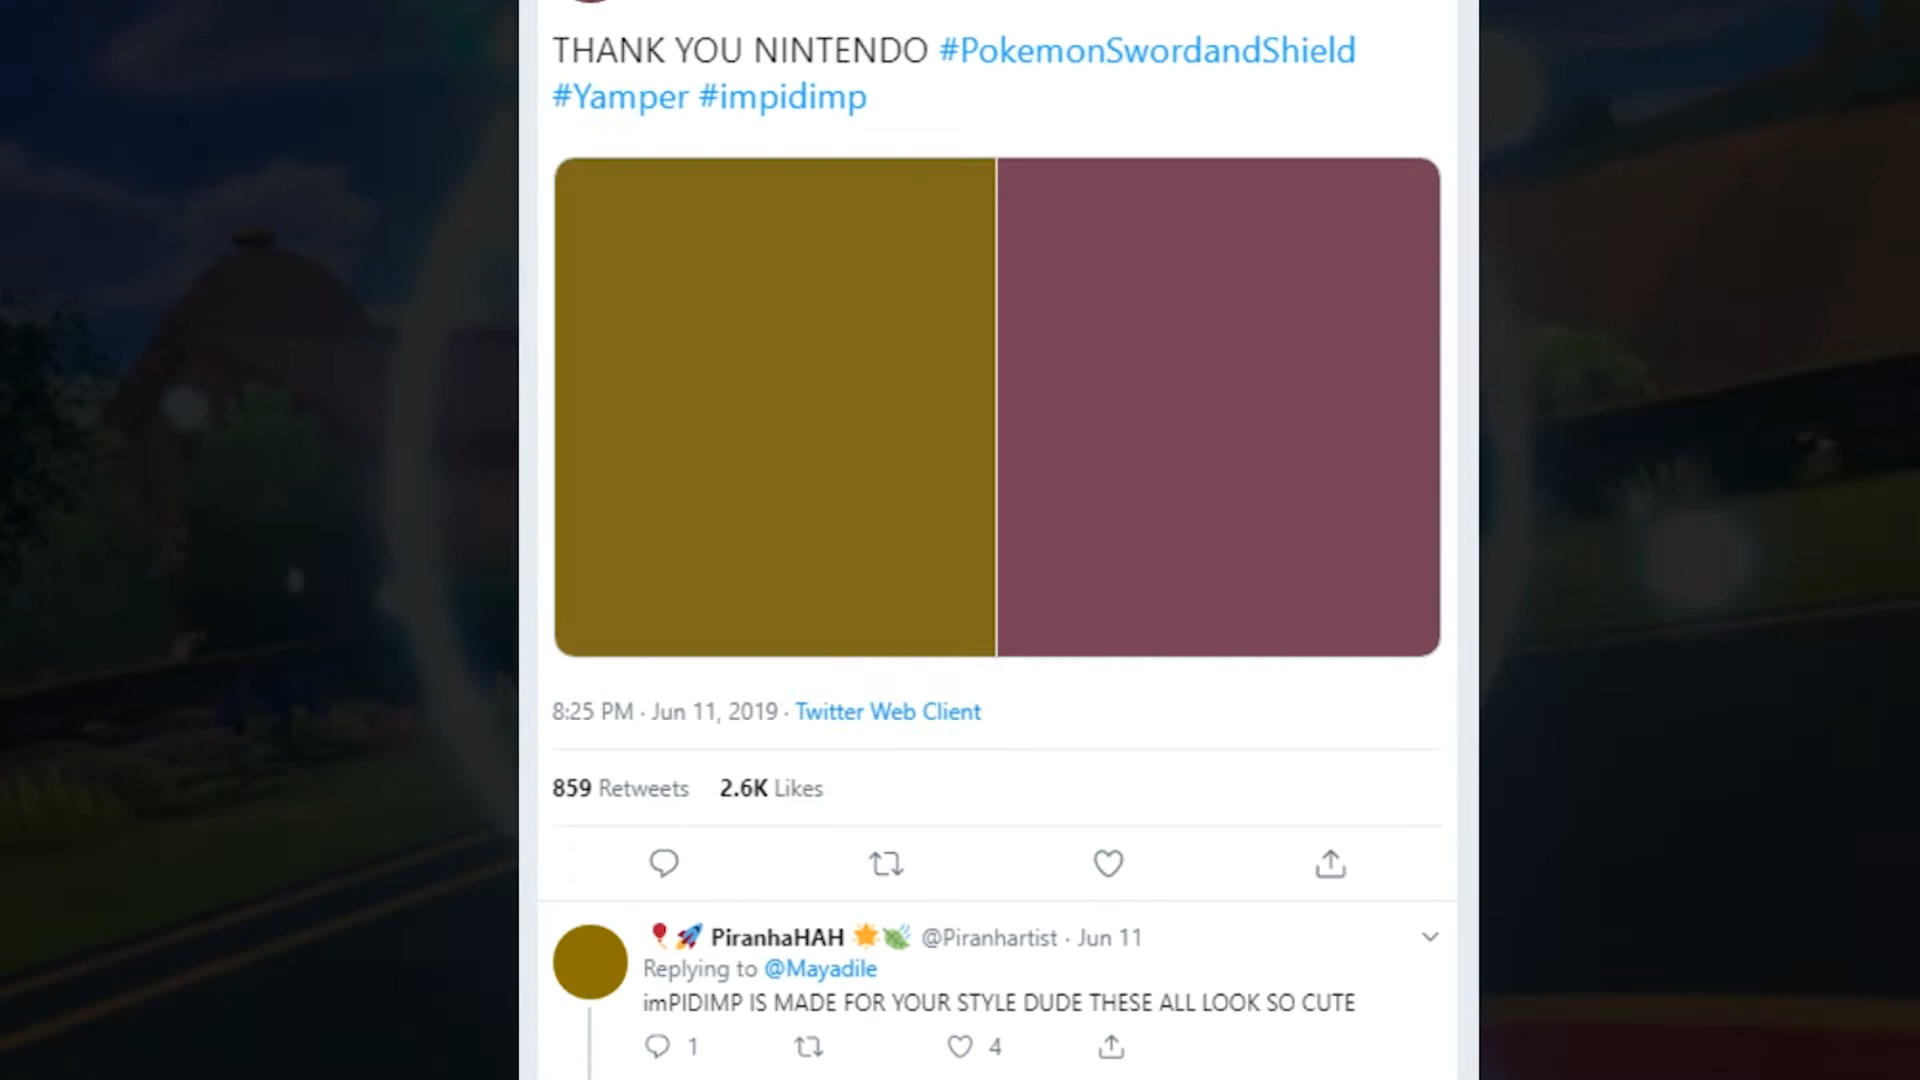 THANK YOU NINTENDO #PokemonSwordandShield
#Yamper #impidimp
8:25 PM · Jun 11, 2019 · Twitter Web Client
859 Retweets 2.6K Likes
🎈🚀 PiranhaHAH 🌟🍃 @Piranhartist · Jun 11
Replying to @Mayadile
imPIDIMP IS MADE FOR YOUR STYLE DUDE THESE ALL LOOK SO CUTE
1 4